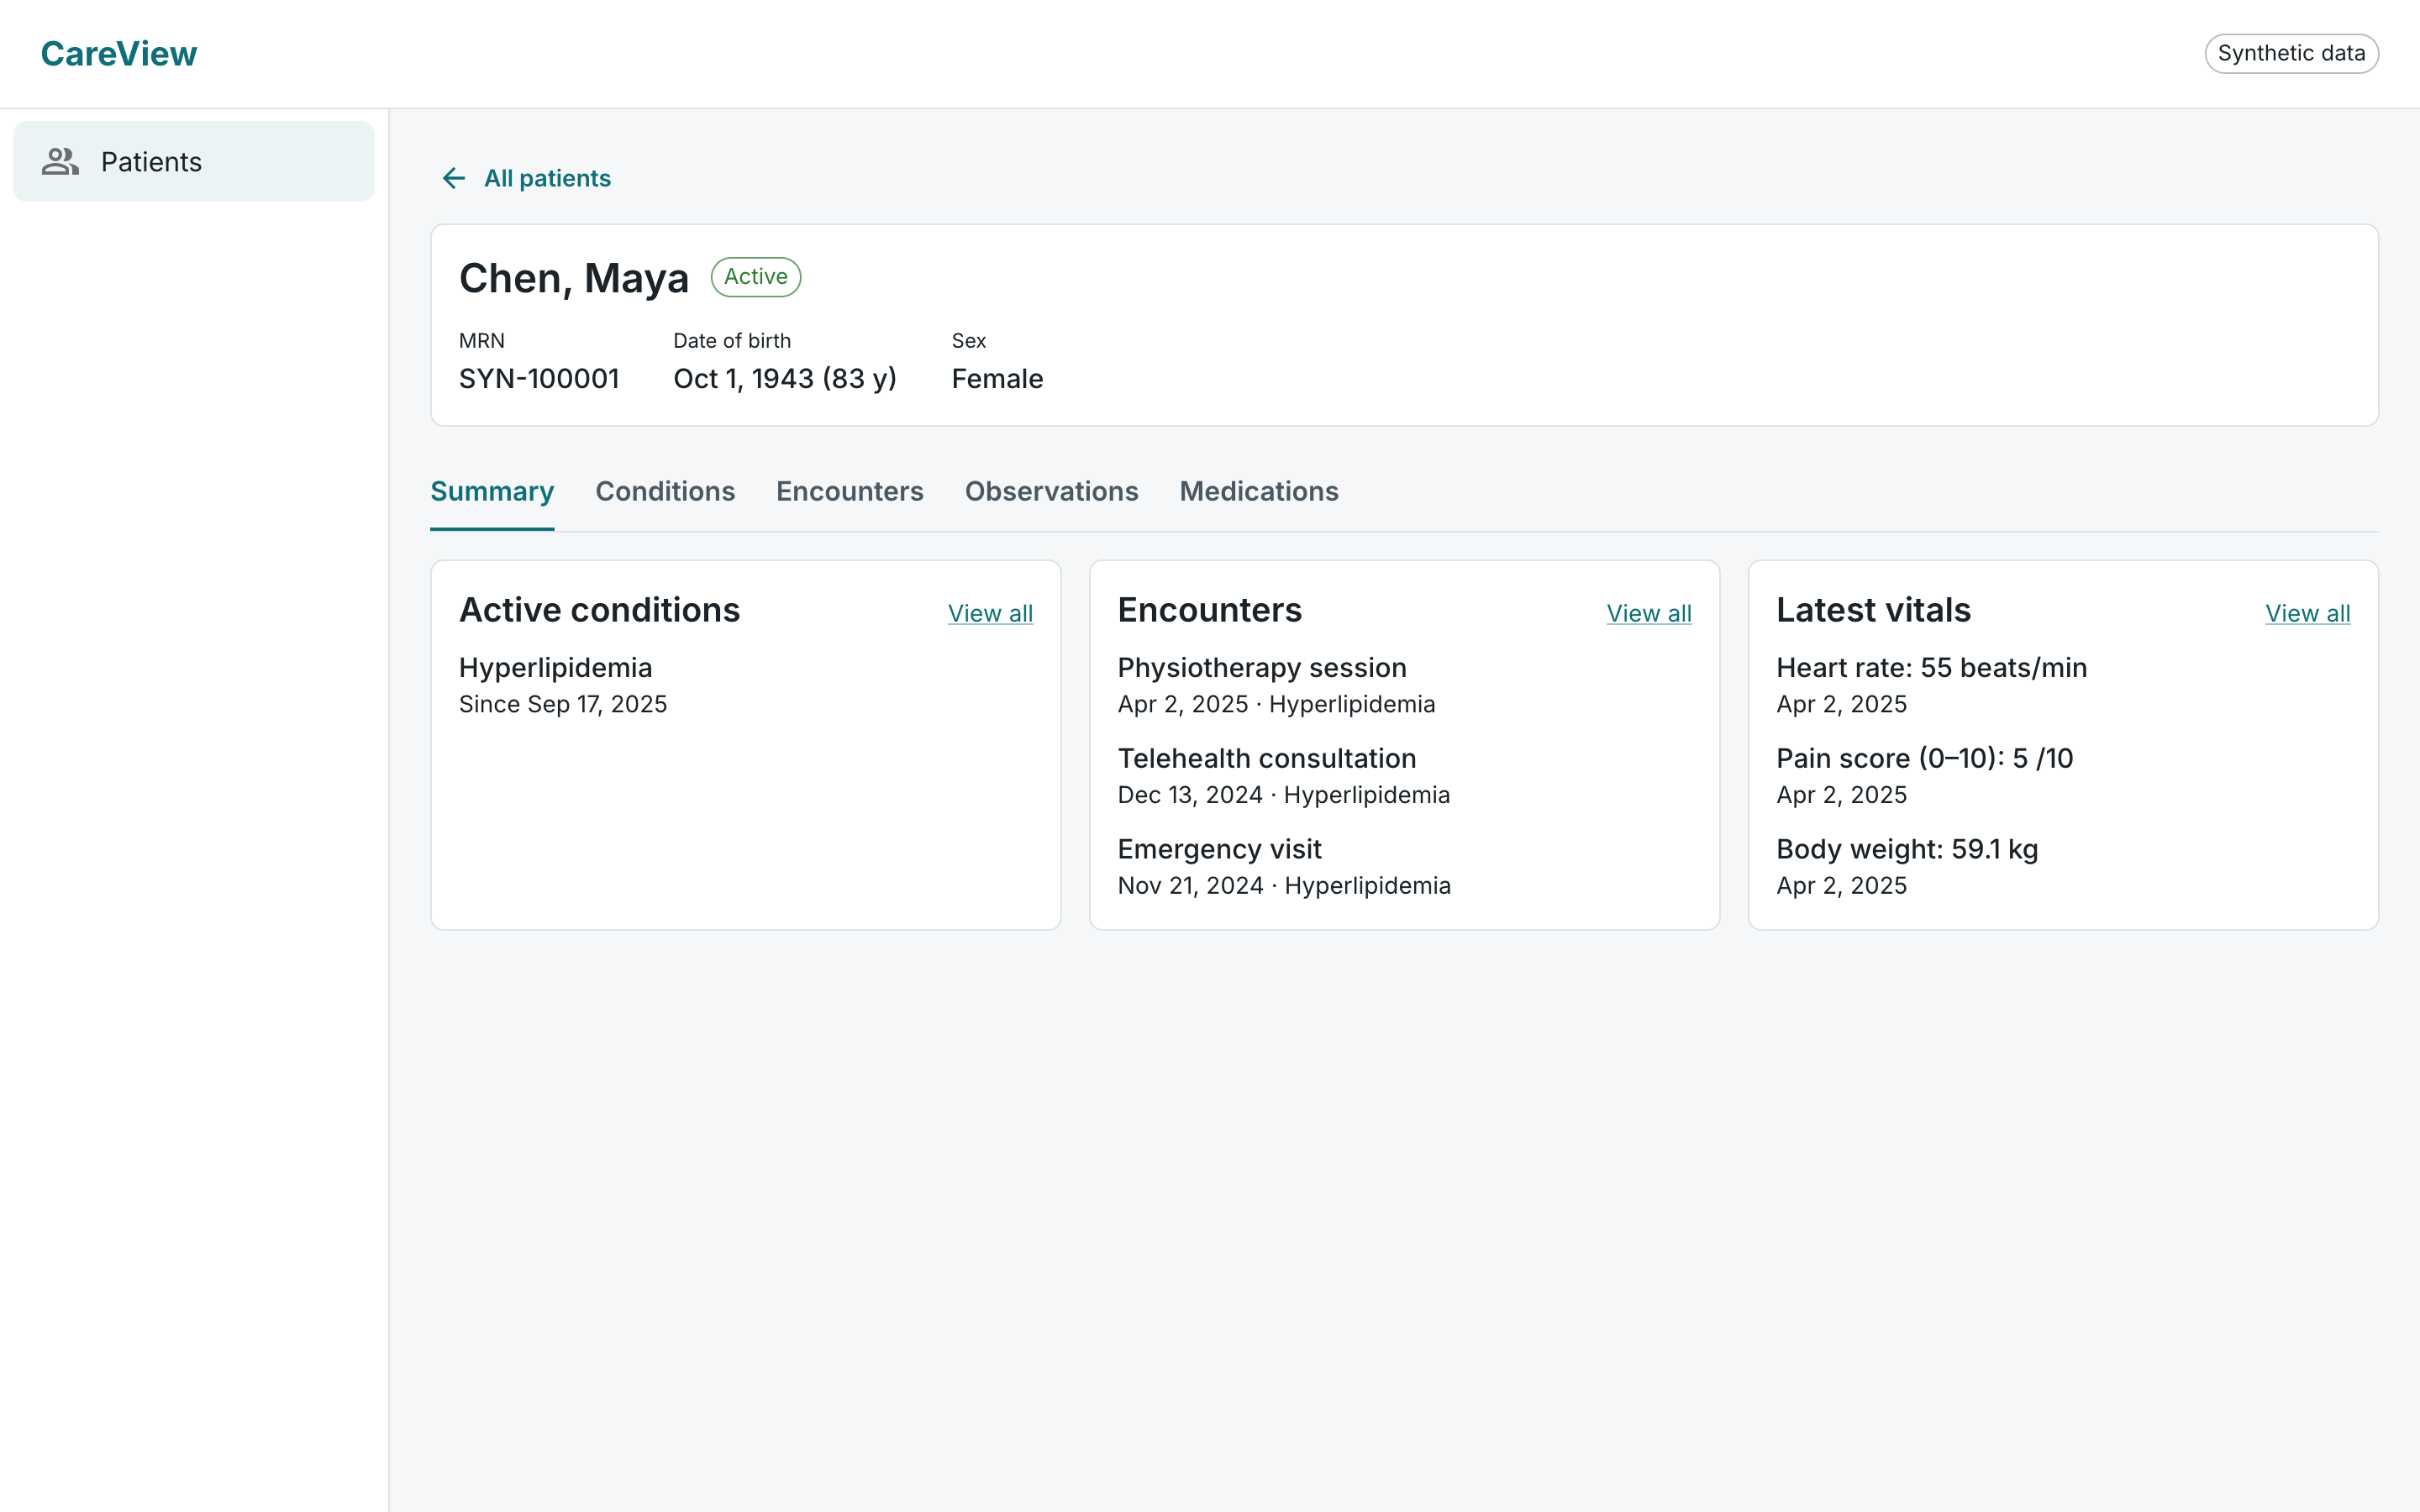 CareView
Synthetic data
Patients
All patients
Chen, Maya
Active
MRN
SYN-100001
Date of birth
Oct 1, 1943 (83 y)
Sex
Female
Summary
Conditions
Encounters
Observations
Medications
Active conditions
View all
Hyperlipidemia
Since Sep 17, 2025
Encounters
View all
Physiotherapy session
Apr 2, 2025 · Hyperlipidemia
Telehealth consultation
Dec 13, 2024 · Hyperlipidemia
Emergency visit
Nov 21, 2024 · Hyperlipidemia
Latest vitals
View all
Heart rate: 55 beats/min
Apr 2, 2025
Pain score (0–10): 5 /10
Apr 2, 2025
Body weight: 59.1 kg
Apr 2, 2025